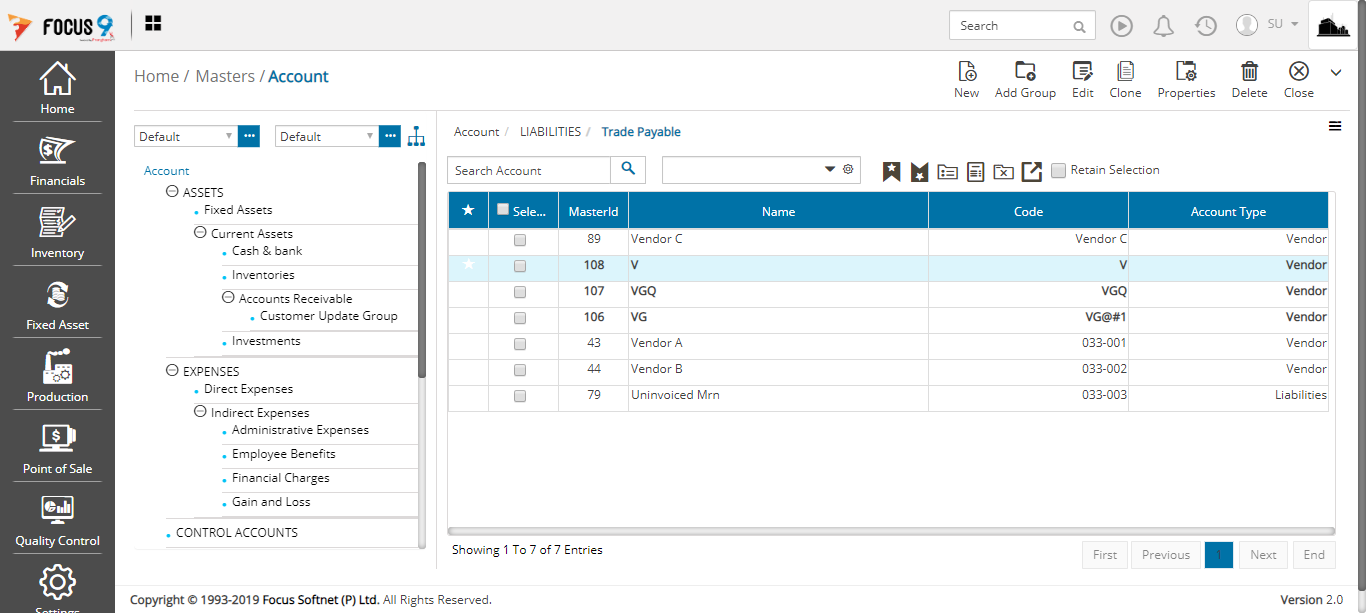 FOCUS 9
Search
SU
Home
Financials
Inventory
Fixed Asset
Production
Point of Sale
Quality Control
Settings
Home / Masters / Account
New Add Group Edit Clone Properties Delete Close
Default ... Default ...
Account
ASSETS
Fixed Assets
Current Assets
Cash & bank
Inventories
Accounts Receivable
Customer Update Group
Investments
EXPENSES
Direct Expenses
Indirect Expenses
Administrative Expenses
Employee Benefits
Financial Charges
Gain and Loss
CONTROL ACCOUNTS
Account / LIABILITIES / Trade Payable
Search Account Retain Selection
Sele... MasterId Name Code Account Type
89 Vendor C Vendor C Vendor
108 V V Vendor
107 VGQ VGQ Vendor
106 VG VG@#1 Vendor
43 Vendor A 033-001 Vendor
44 Vendor B 033-002 Vendor
79 Uninvoiced Mrn 033-003 Liabilities
Showing 1 To 7 of 7 Entries
First Previous 1 Next End
Copyright © 1993-2019 Focus Softnet (P) Ltd. All Rights Reserved. Version 2.0